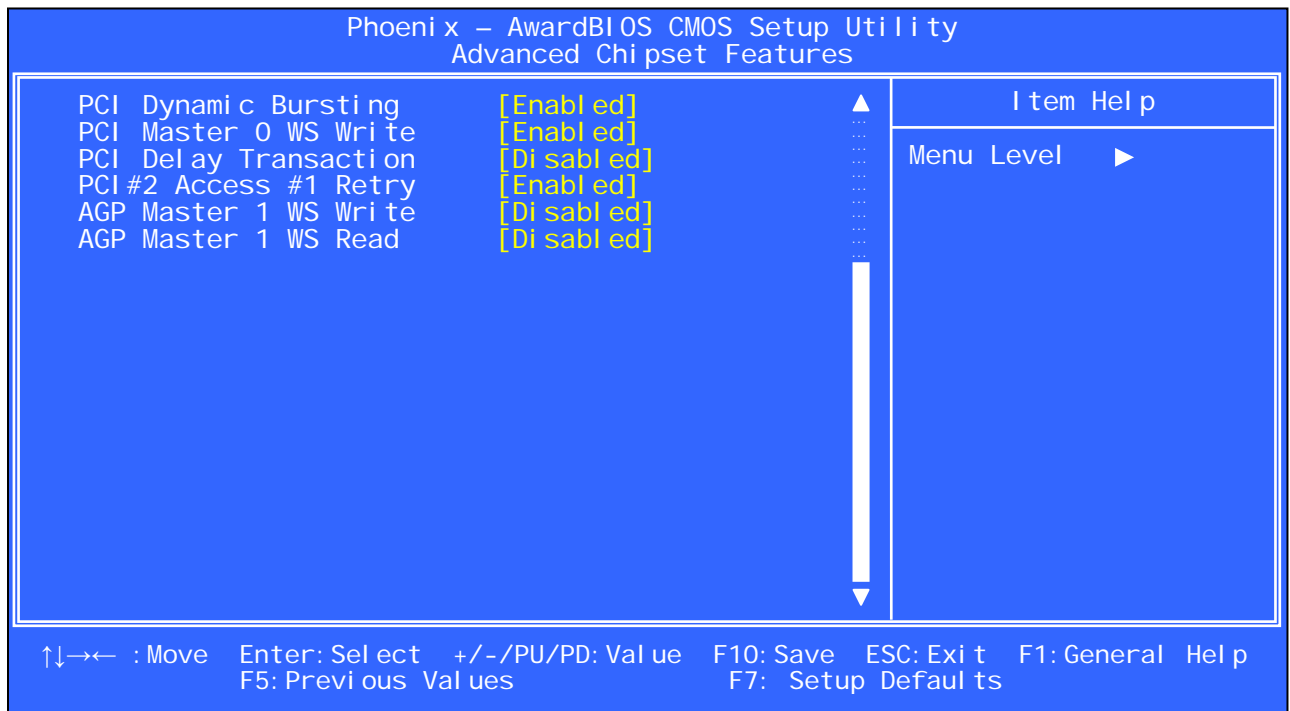 Phoenix – AwardBIOS CMOS Setup Utility
Advanced Chipset Features
PCI Dynamic Bursting [Enabled]
PCI Master 0 WS Write [Enabled]
PCI Delay Transaction [Disabled]
PCI#2 Access #1 Retry [Enabled]
AGP Master 1 WS Write [Disabled]
AGP Master 1 WS Read [Disabled]
Item Help
Menu Level ▶
↑↓→← :Move Enter:Select +/-/PU/PD:Value F10:Save ESC:Exit F1:General Help
F5:Previous Values F7: Setup Defaults